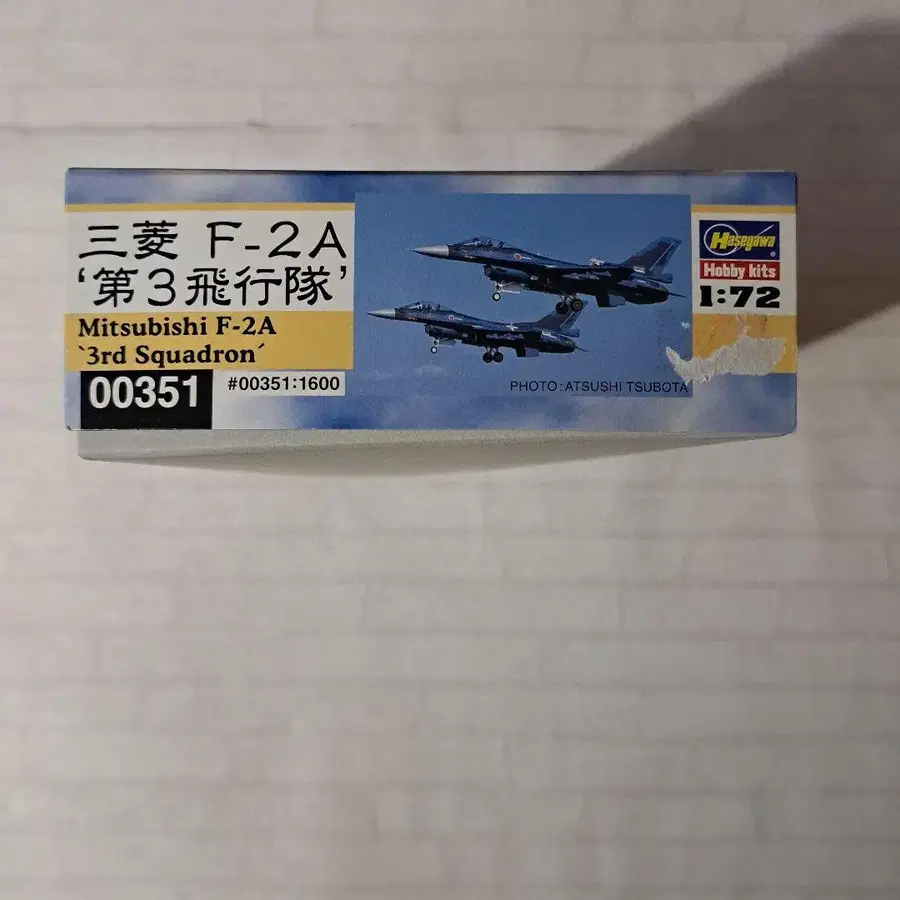 三菱 F-2A
‘第3飛行隊’
Mitsubishi F-2A
`3rd Squadron´
00351
#00351:1600
PHOTO:ATSUSHI TSUBOTA
Hasegawa
Hobby kits
1:72